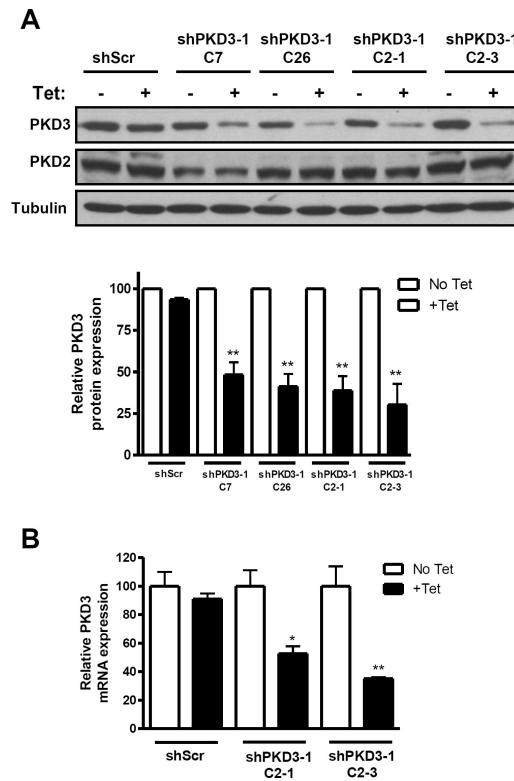 A
shScr
shPKD3-1 C7
shPKD3-1 C26
shPKD3-1 C2-1
shPKD3-1 C2-3
Tet: - + - + - + - + - +
PKD3
PKD2
Tubulin
Relative PKD3
protein expression
100
75
50
25
0
** ** ** **
No Tet
+Tet
shScr
shPKD3-1 C7
shPKD3-1 C26
shPKD3-1 C2-1
shPKD3-1 C2-3
B
Relative PKD3
mRNA expression
120
100
80
60
40
20
0
* **
No Tet
+Tet
shScr
shPKD3-1 C2-1
shPKD3-1 C2-3